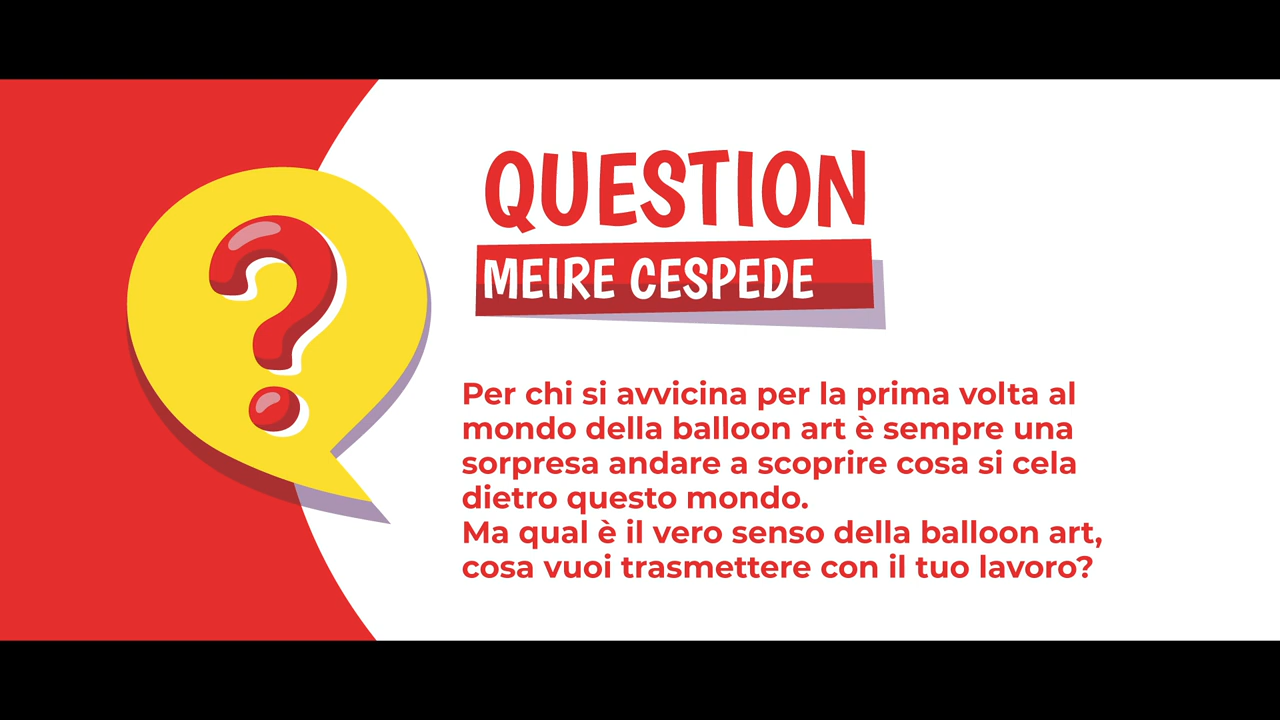 QUESTION
MEIRE CESPEDE
Per chi si avvicina per la prima volta al
mondo della balloon art è sempre una
sorpresa andare a scoprire cosa si cela
dietro questo mondo.
Ma qual è il vero senso della balloon art,
cosa vuoi trasmettere con il tuo lavoro?